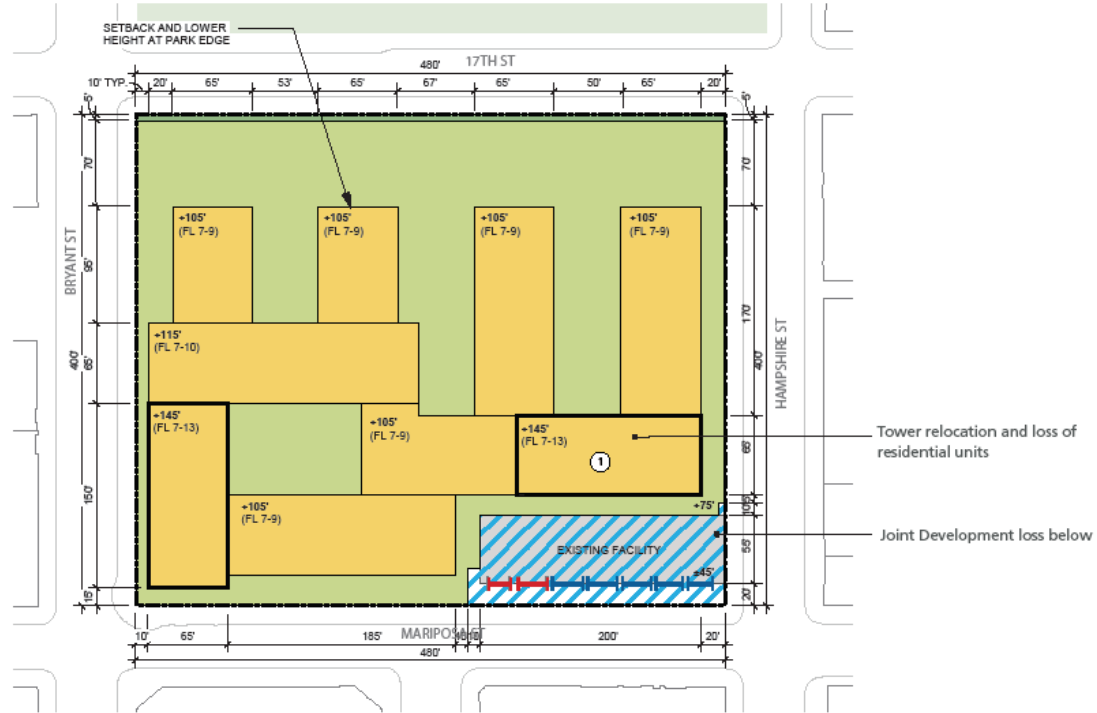 SETBACK AND LOWER
HEIGHT AT PARK EDGE
17TH ST
480'
10' TYP.
20'
65'
53'
65'
67'
65'
50'
65'
20'
5'
5'
70'
70'
+105'
(FL 7-9)
+105'
(FL 7-9)
+105'
(FL 7-9)
+105'
(FL 7-9)
BRYANT ST
95'
170'
400'
400'
HAMPSHIRE ST
65'
+115'
(FL 7-10)
+145'
(FL 7-13)
+105'
(FL 7-9)
+145'
(FL 7-13)
1
Tower relocation and loss of
residential units
150'
+105'
(FL 7-9)
+75'
Joint Development loss below
EXISTING FACILITY
55'
±45'
15'
20'
10'
65'
185'
MARIPOSA ST
200'
20'
480'